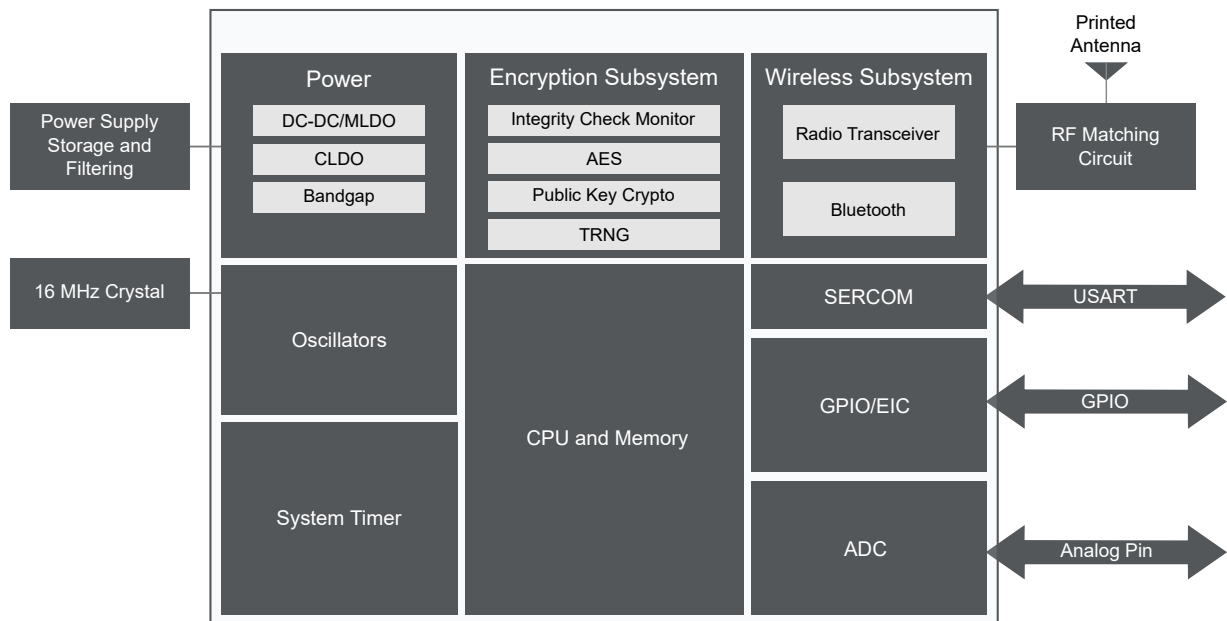 Printed
Antenna
Power
Encryption Subsystem
Wireless Subsystem
Power Supply
Storage and
Filtering
DC-DC/MLDO
CLDO
Bandgap
Integrity Check Monitor
AES
Public Key Crypto
TRNG
Radio Transceiver
Bluetooth
RF Matching
Circuit
16 MHz Crystal
Oscillators
System Timer
CPU and Memory
SERCOM
USART
GPIO/EIC
GPIO
ADC
Analog Pin